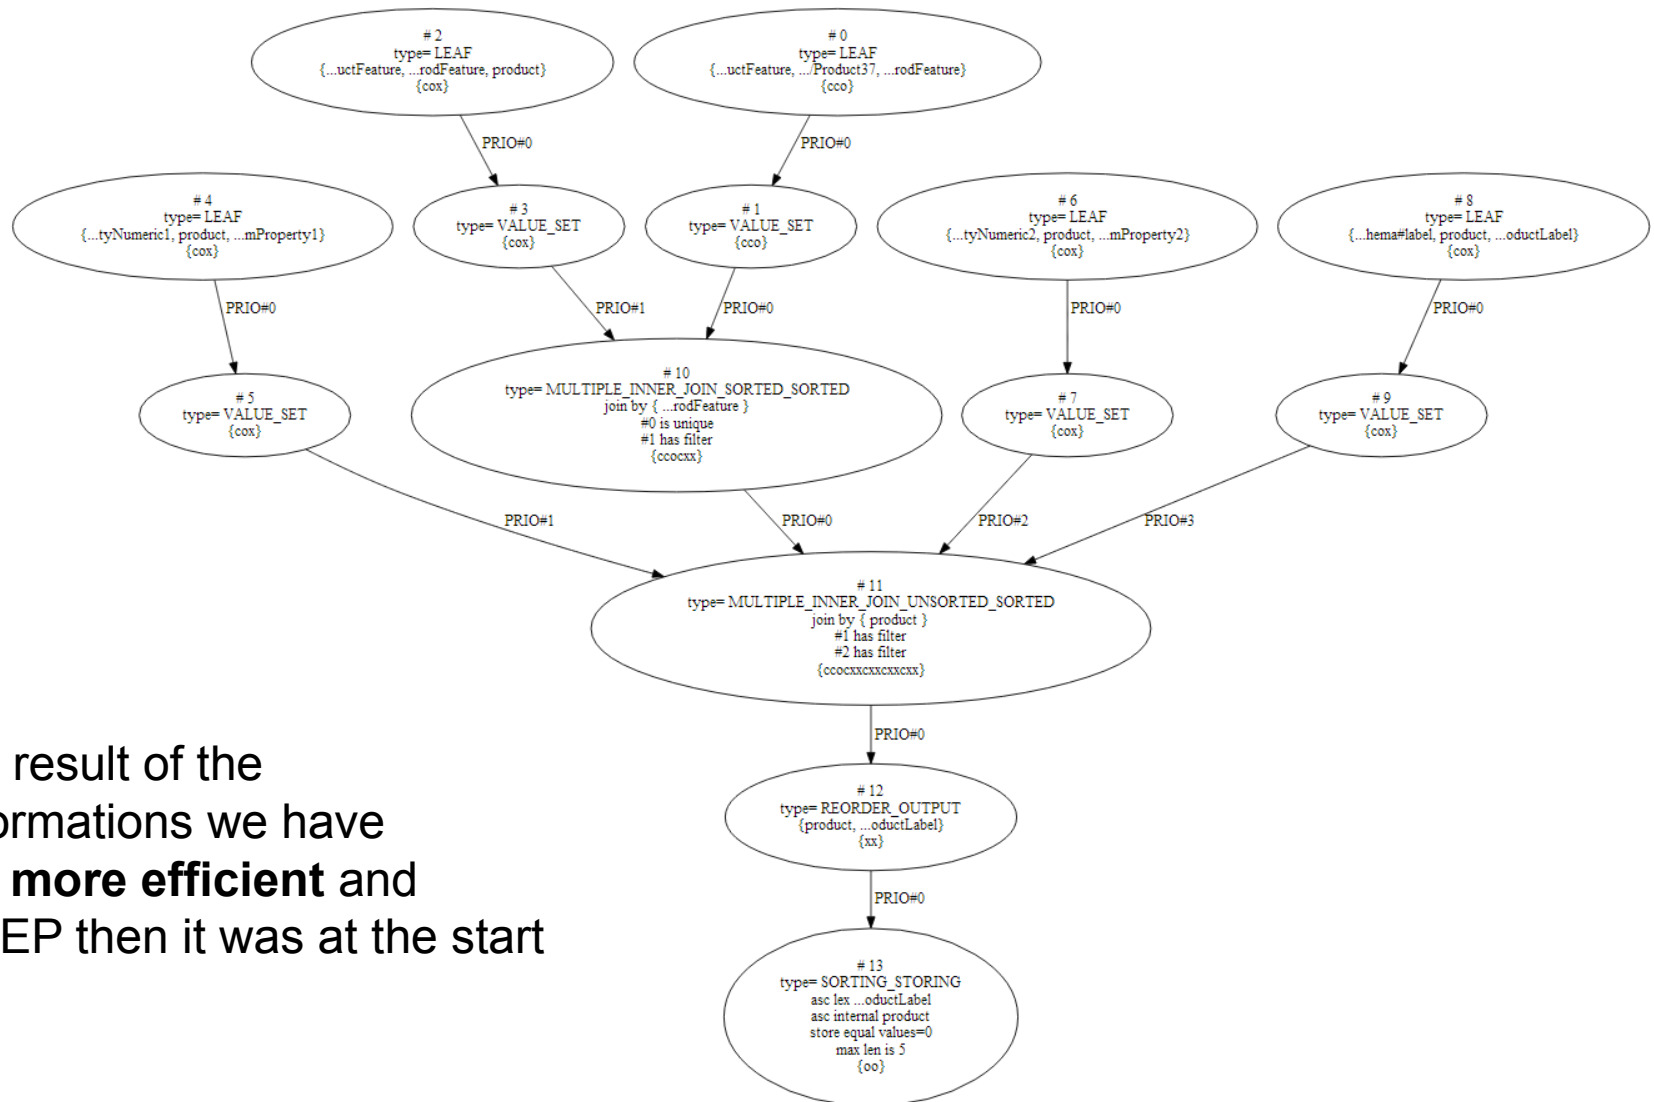 # 2
type= LEAF
{...uctFeature, ...rodFeature, product}
{cox}
# 0
type= LEAF
{...uctFeature, .../Product37, ...rodFeature}
{cco}
PRIO#0
PRIO#0
# 4
type= LEAF
{...tyNumeric1, product, ...mProperty1}
{cox}
# 3
type= VALUE_SET
{cox}
# 1
type= VALUE_SET
{cco}
# 6
type= LEAF
{...tyNumeric2, product, ...mProperty2}
{cox}
# 8
type= LEAF
{...hema#label, product, ...oductLabel}
{cox}
PRIO#0
PRIO#1
PRIO#0
PRIO#0
PRIO#0
# 5
type= VALUE_SET
{cox}
# 10
type= MULTIPLE_INNER_JOIN_SORTED_SORTED
join by { ...rodFeature }
#0 is unique
#1 has filter
{ccocxx}
# 7
type= VALUE_SET
{cox}
# 9
type= VALUE_SET
{cox}
PRIO#1
PRIO#0
PRIO#2
PRIO#3
# 11
type= MULTIPLE_INNER_JOIN_UNSORTED_SORTED
join by { product }
#1 has filter
#2 has filter
{ccocxxcxxcxxcxx}
PRIO#0
# 12
type= REORDER_OUTPUT
{product, ...oductLabel}
{xx}
PRIO#0
# 13
type= SORTING_STORING
asc lex ...oductLabel
asc internal product
store equal values=0
max len is 5
{oo}
result of the
ormations we have
more efficient and
EP then it was at the start